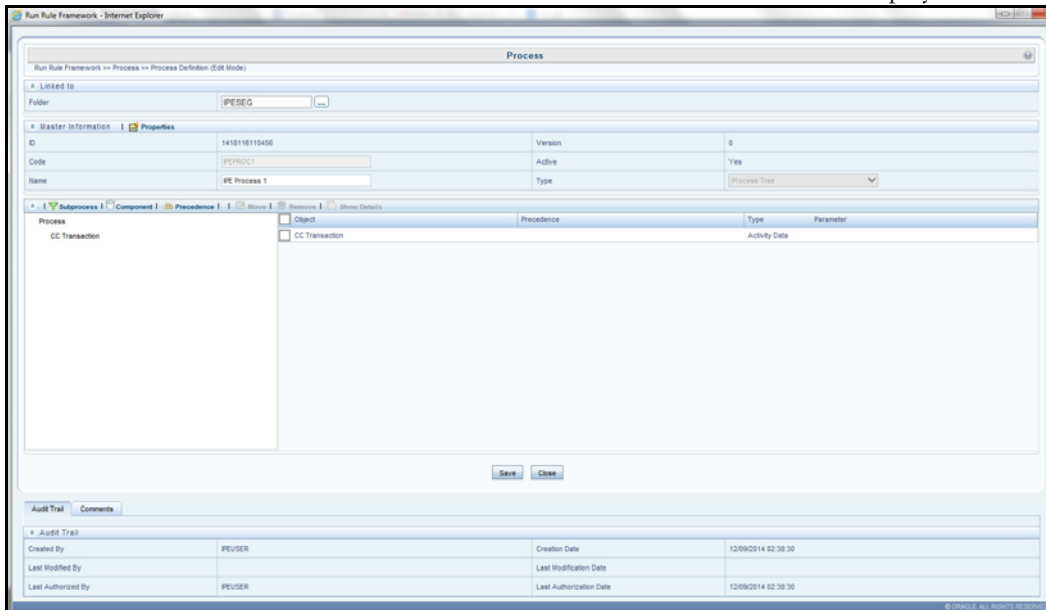 Run Rule Framework - Internet Explorer
Process
Run Rule Framework >> Process >> Process Definition (Edit Mode)
Linked to
Folder IPESEG ...
Master Information | Properties
ID 1418116110456 Version 0
Code IPEPROC1 Active Yes
Name IPE Process 1 Type Process Tree
| Subprocess | Component | Precedence | | Move | Remove | Show Details
Process Object Precedence Type Parameter
CC Transaction CC Transaction Activity Data
Save Close
Audit Trail Comments
Audit Trail
Created By IPEUSER Creation Date 12/09/2014 02:38:30
Last Modified By Last Modification Date
Last Authorized By IPEUSER Last Authorization Date 12/09/2014 02:38:30
© ORACLE. ALL RIGHTS RESERVED